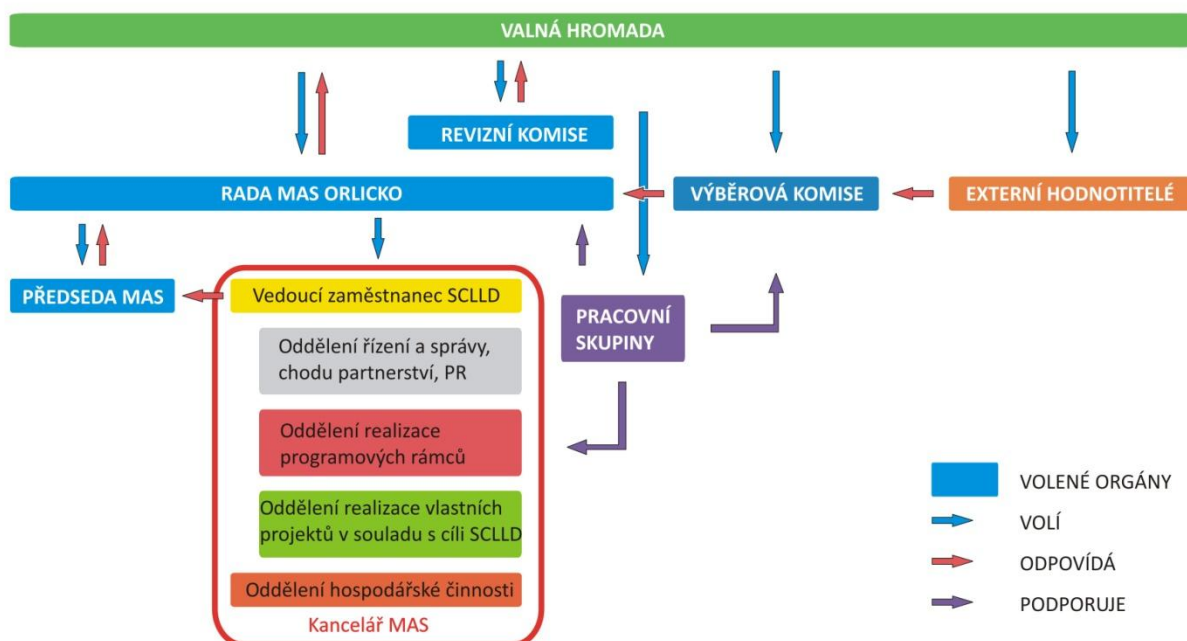 VALNÁ HROMADA
REVIZNÍ KOMISE
RADA MAS ORLICKO
VÝBĚROVÁ KOMISE
EXTERNÍ HODNOTITELÉ
PŘEDSEDA MAS
Vedoucí zaměstnanec SCLLD
PRACOVNÍ
SKUPINY
Oddělení řízení a správy,
chodu partnerství, PR
Oddělení realizace
programových rámců
Oddělení realizace vlastních
projektů v souladu s cíli SCLLD
Oddělení hospodářské činnosti
Kancelář MAS
VOLENÉ ORGÁNY
VOLÍ
ODPOVÍDÁ
PODPORUJE